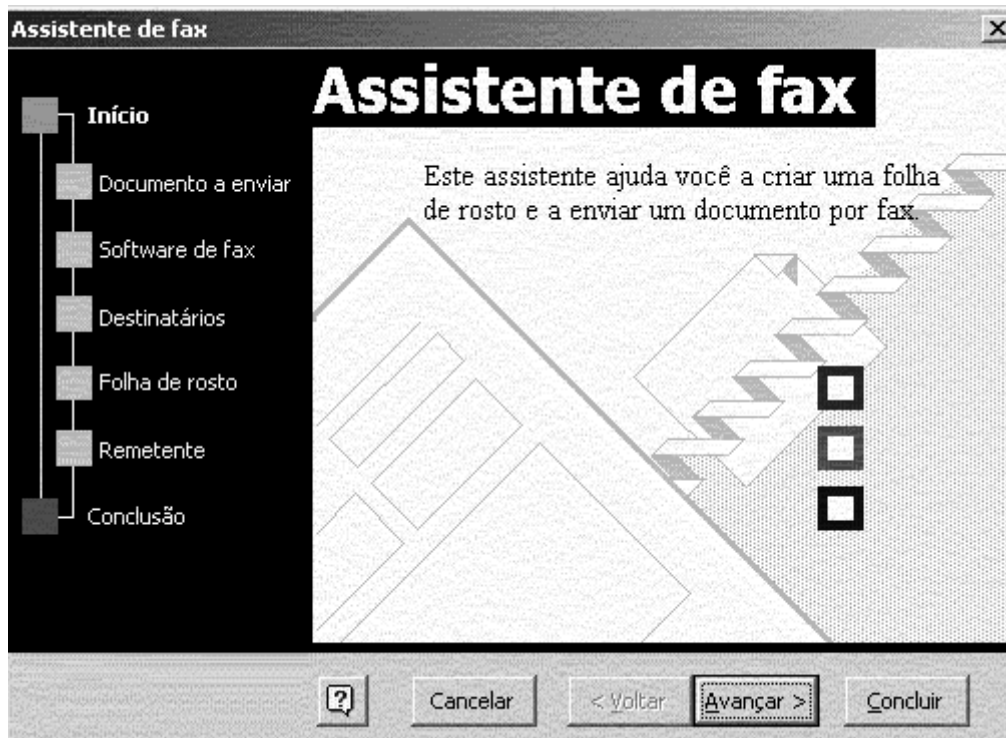 Assistente de fax
Assistente de fax
Início
Documento a enviar
Software de fax
Destinatários
Folha de rosto
Remetente
Conclusão
Este assistente ajuda você a criar uma folha
de rosto e a enviar um documento por fax.
Cancelar < Voltar Avançar > Concluir